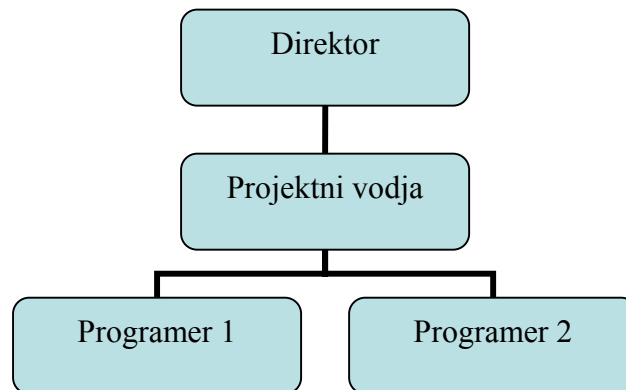 Direktor
Projektni vodja
Programer 1
Programer 2